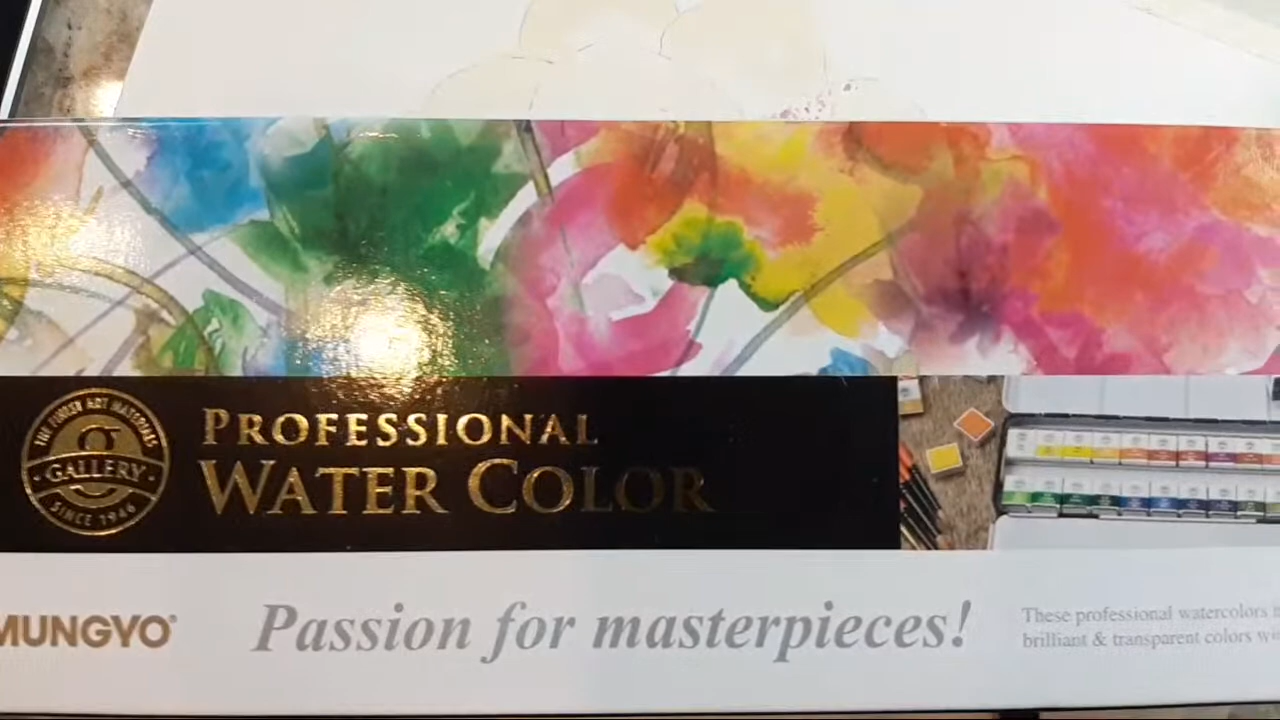 THE FINEST ART MATERIALS
GALLERY
SINCE 1946
PROFESSIONAL
WATER COLOR
MUNGYO®
Passion for masterpieces!
These professional watercolors
brilliant & transparent colors